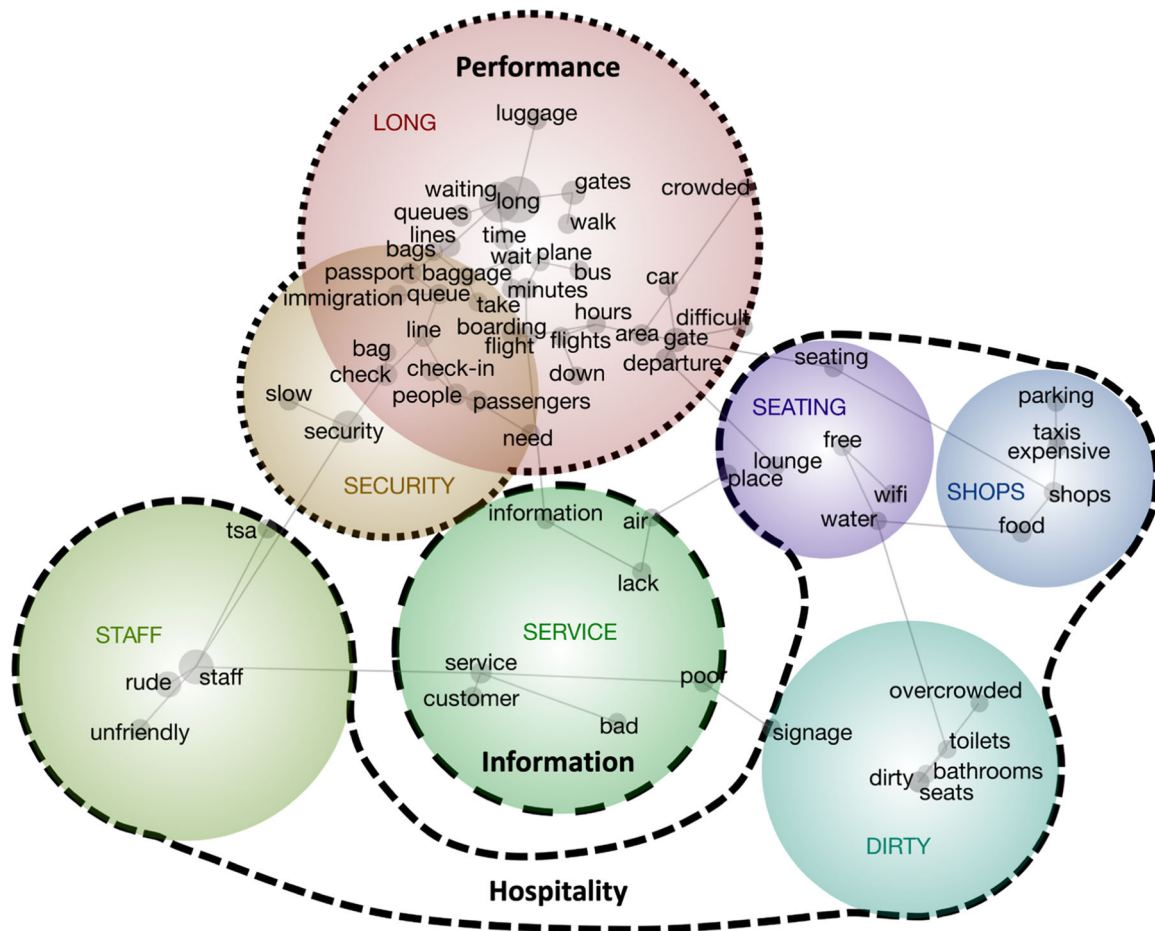 Performance
LONG
luggage
waiting
long
gates
crowded
queues
walk
lines
time
bags
wait
plane
passport
baggage
bus
car
immigration
queue
take
minutes
hours
difficult
line
boarding
flights
area
gate
flight
departure
seating
bag
check
check-in
down
slow
people
passengers
SEATING
parking
security
need
free
taxis
expensive
SECURITY
lounge
place
wifi
SHOPS
shops
tsa
information
air
water
food
lack
STAFF
SERVICE
service
rude
staff
customer
poor
overcrowded
unfriendly
bad
signage
toilets
Information
dirty
bathrooms
seats
DIRTY
Hospitality